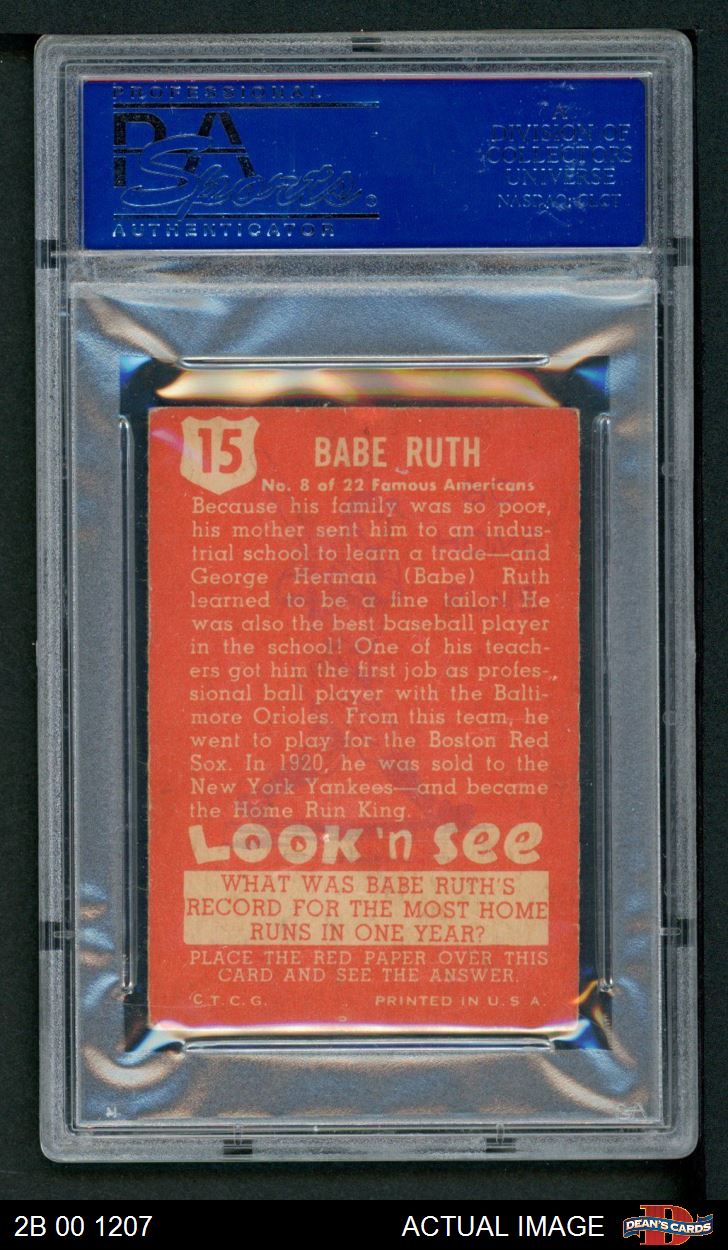 PROFESSIONAL
PSA
Sports
AUTHENTICATOR
A
DIVISION OF
COLLECTORS
UNIVERSE
NASDAQ: CLCT
15
BABE RUTH
No. 8 of 22 Famous Americans
Because his family was so poor,
his mother sent him to an indus-
trial school to learn a trade—and
George Herman (Babe) Ruth
learned to be a fine tailor! He
was also the best baseball player
in the school! One of his teach-
ers got him the first job as profes-
sional ball player with the Balti-
more Orioles. From this team, he
went to play for the Boston Red
Sox. In 1920, he was sold to the
New York Yankees—and became
the Home Run King.
LOOK 'n SEE
WHAT WAS BABE RUTH'S
RECORD FOR THE MOST HOME
RUNS IN ONE YEAR?
PLACE THE RED PAPER OVER THIS
CARD AND SEE THE ANSWER.
©T.C.G. PRINTED IN U.S.A.
2B 00 1207 ACTUAL IMAGE DEAN'S CARDS